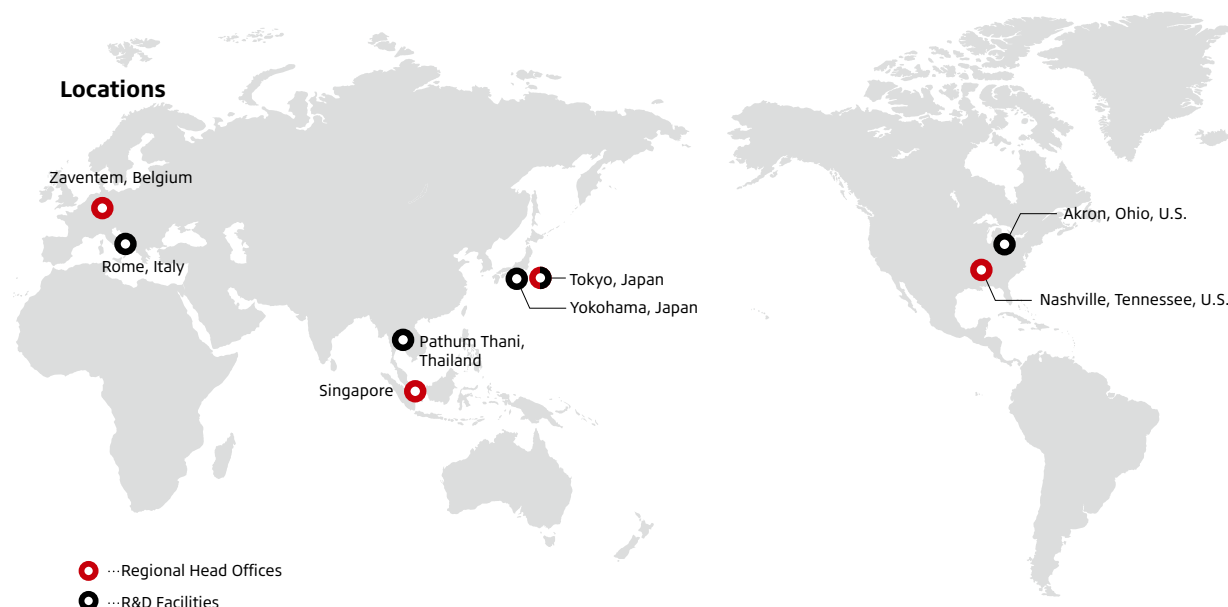 Locations
Zaventem, Belgium
Rome, Italy
Tokyo, Japan
Yokohama, Japan
Pathum Thani,
Thailand
Singapore
Akron, Ohio, U.S.
Nashville, Tennessee, U.S.
···Regional Head Offices
···R&D Facilities